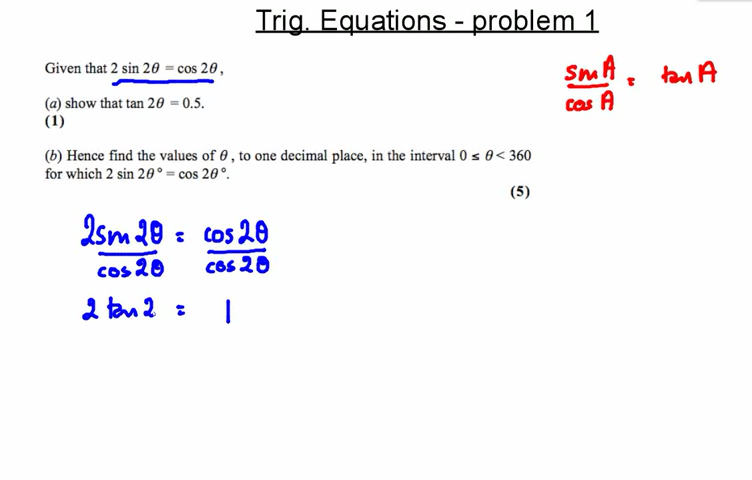 Trig. Equations - problem 1
Given that 2 sin 2θ = cos 2θ,
sin A / cos A = tan A
(a) show that tan 2θ = 0.5.
(1)
(b) Hence find the values of θ, to one decimal place, in the interval 0 ≤ θ < 360
for which 2 sin 2θ° = cos 2θ°.
(5)
2sin 2θ / cos 2θ = cos 2θ / cos 2θ
2 tan 2 = 1